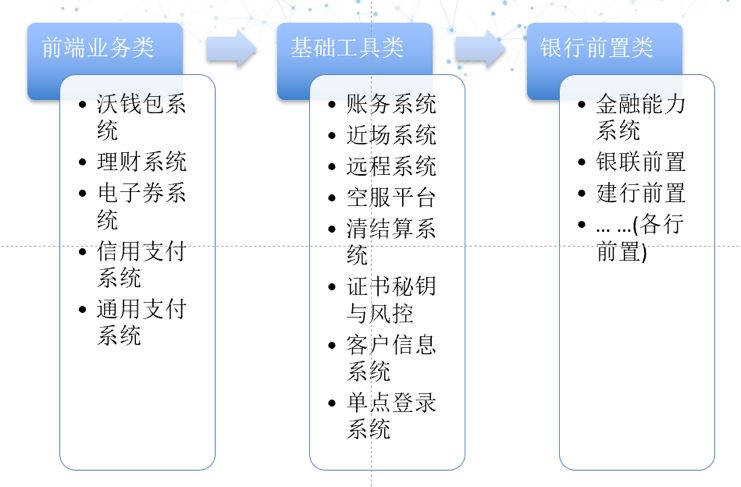 前端业务类
• 沃钱包系
统
• 理财系统
• 电子券系
统
• 信用支付
系统
• 通用支付
系统
基础工具类
• 账务系统
• 近场系统
• 远程系统
• 空服平台
• 清结算系
统
• 证书秘钥
与风控
• 客户信息
系统
• 单点登录
系统
银行前置类
• 金融能力
系统
• 银联前置
• 建行前置
• … …(各行
前置)